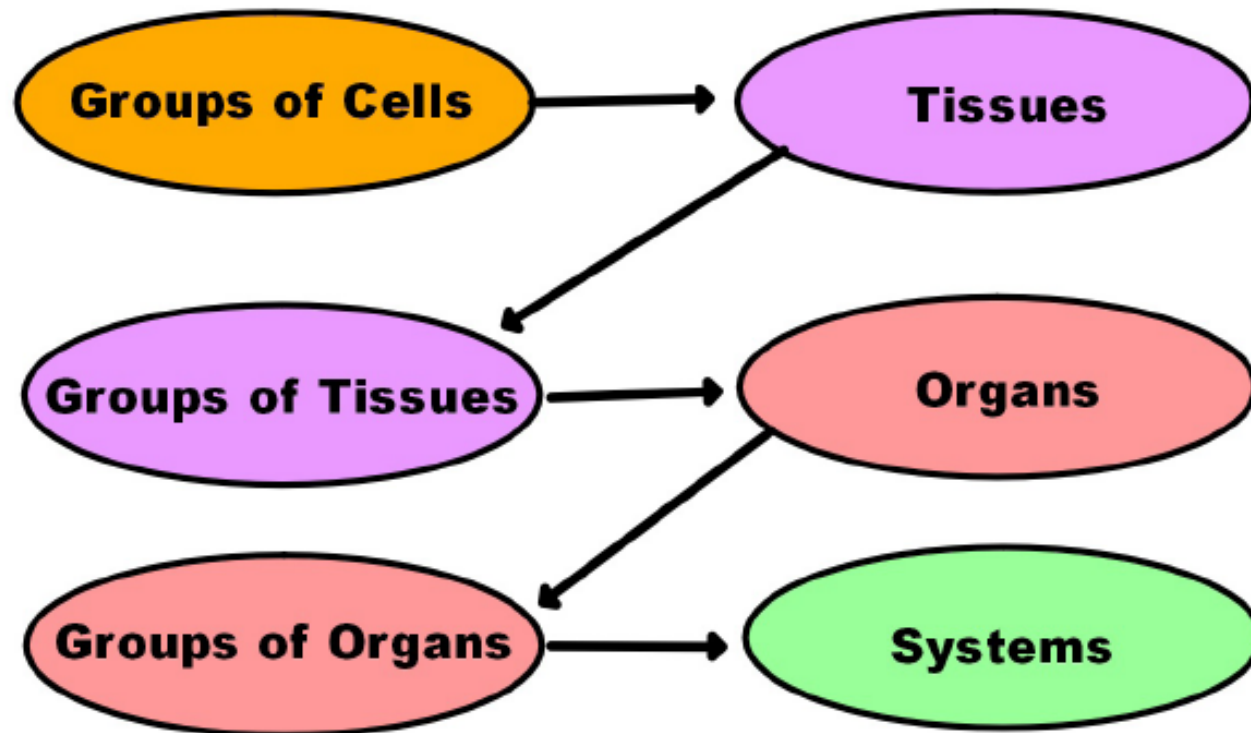 Groups of Cells
Tissues
Groups of Tissues
Organs
Groups of Organs
Systems